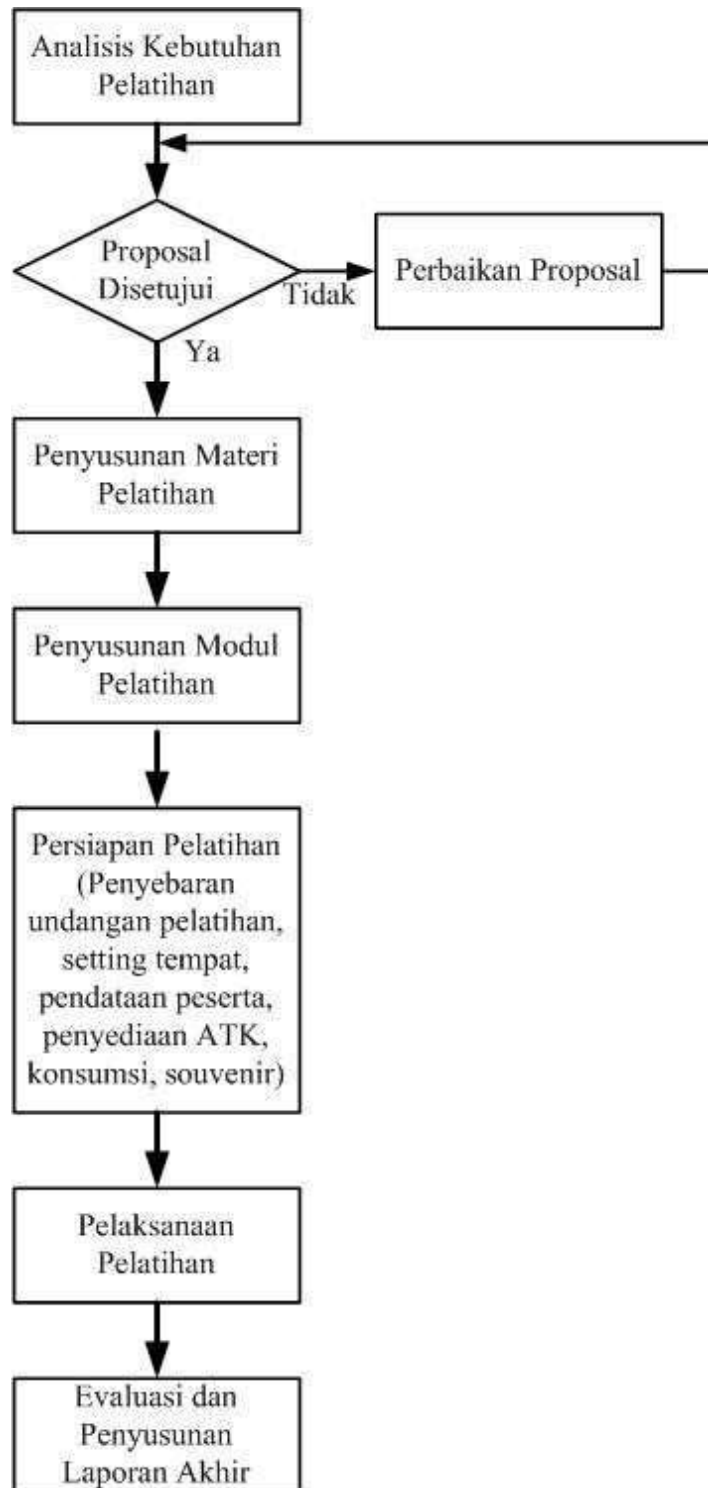 Analisis Kebutuhan
Pelatihan
Proposal
Disetujui
Tidak
Perbaikan Proposal
Ya
Penyusunan Materi
Pelatihan
Penyusunan Modul
Pelatihan
Persiapan Pelatihan
(Penyebaran
undangan pelatihan,
setting tempat,
pendataan peserta,
penyediaan ATK,
konsumsi, souvenir)
Pelaksanaan
Pelatihan
Evaluasi dan
Penyusunan
Laporan Akhir